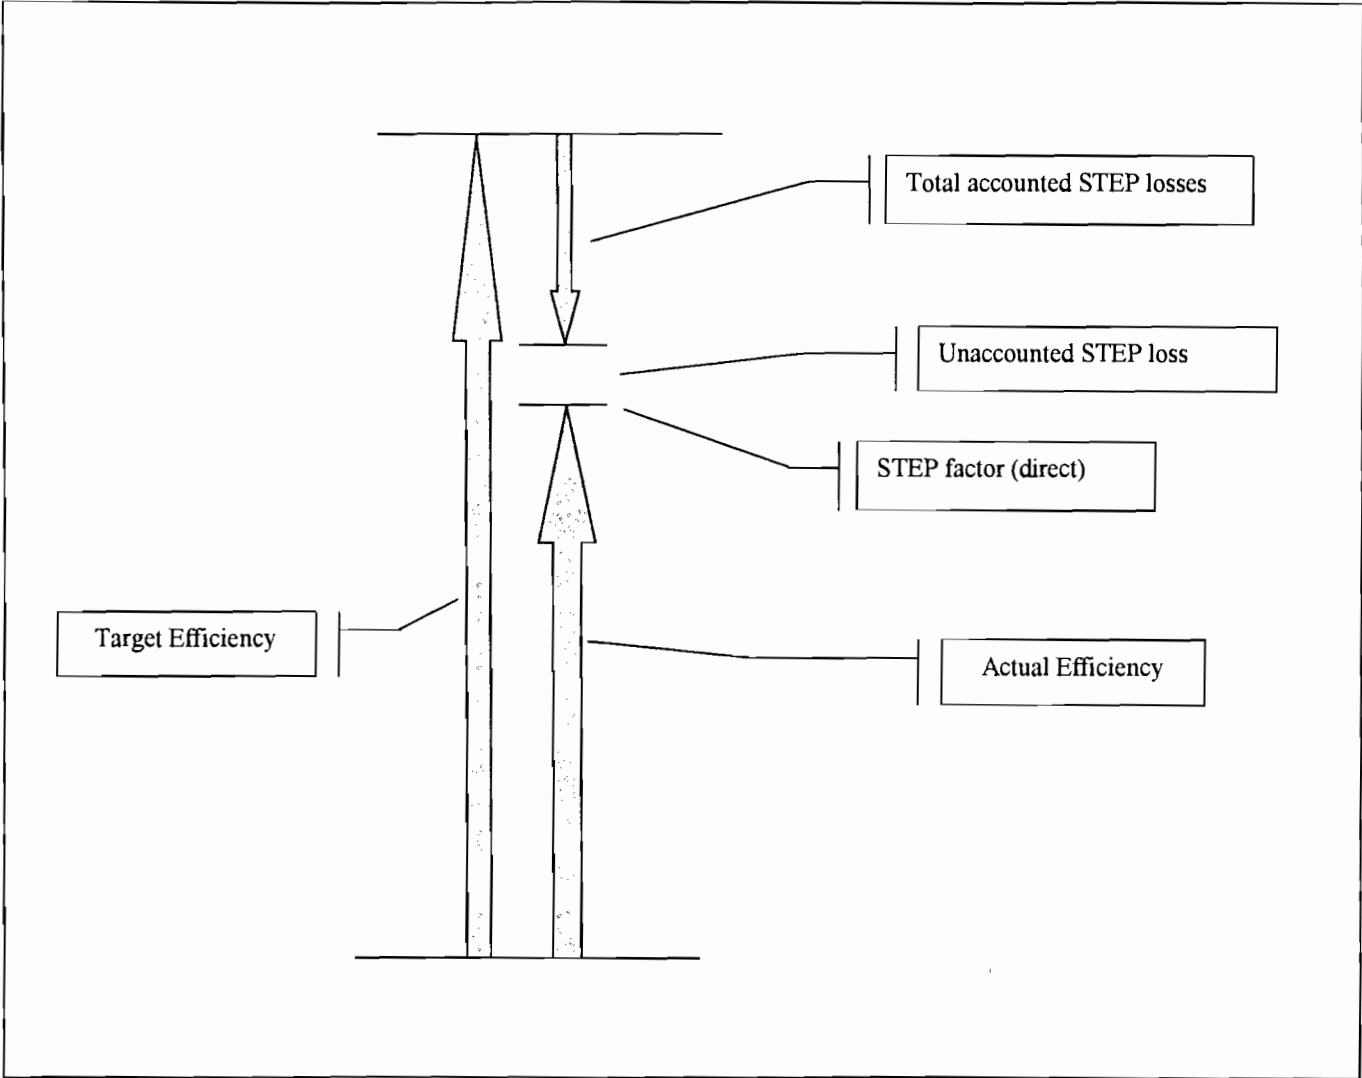 Total accounted STEP losses
Unaccounted STEP loss
STEP factor (direct)
Target Efficiency
Actual Efficiency